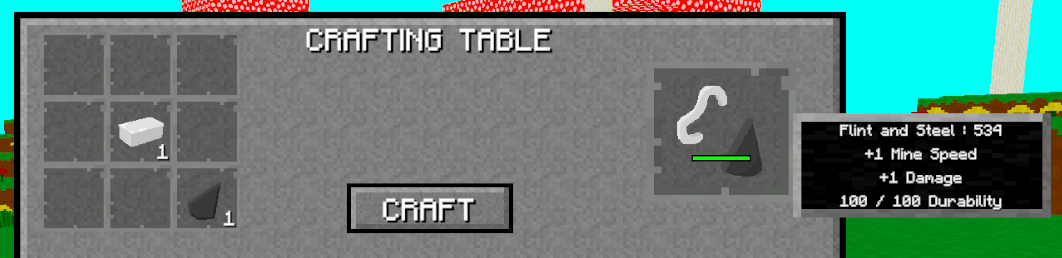 CRAFTING TABLE
1
1
CRAFT
Flint and Steel : 534
+1 Mine Speed
+1 Damage
100 / 100 Durability